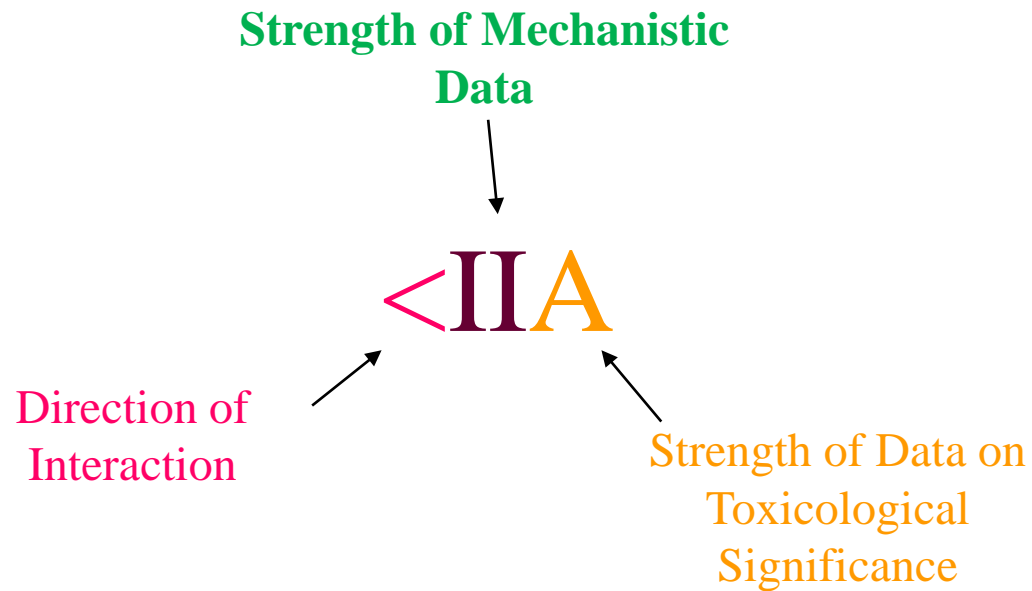 Strength of Mechanistic
Data
<IIA
Direction of
Interaction
Strength of Data on
Toxicological
Significance